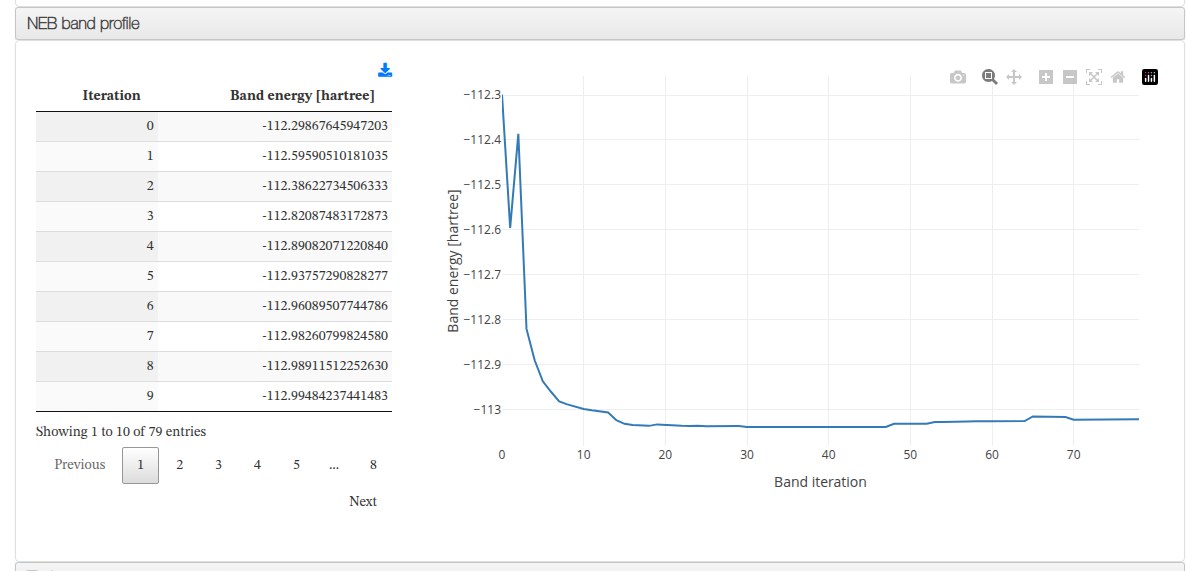 NEB band profile
Iteration Band energy [hartree]
0 -112.29867645947203
1 -112.59590510181035
2 -112.38622734506333
3 -112.82087483172873
4 -112.89082071220840
5 -112.93757290828277
6 -112.96089507744786
7 -112.98260799824580
8 -112.98911512252630
9 -112.99484237441483
Showing 1 to 10 of 79 entries
Previous 1 2 3 4 5 ... 8
Next
−112.3
−112.4
−112.5
−112.6
−112.7
−112.8
−112.9
−113
Band energy [hartree]
0 10 20 30 40 50 60 70
Band iteration